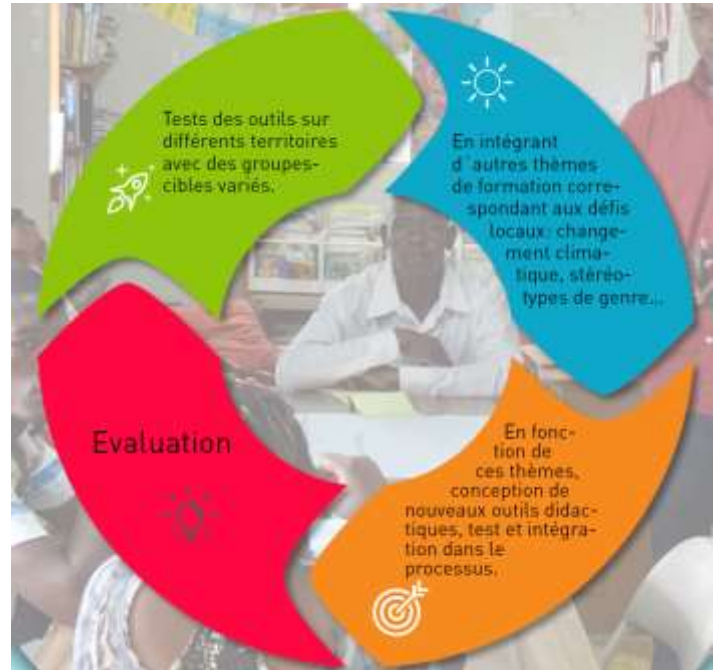 Tests des outils sur
différents territoires
avec des groupes-
cibles variés.
En intégrant
d´autres thèmes
de formation corre-
spondant aux défis
locaux: change-
ment clima-
tique, stéréo-
types de genre...
En fonc-
tion de
ces thèmes,
conception de
nouveaux outils didac-
tiques, test et intégra-
tion dans le
processus.
Evaluation